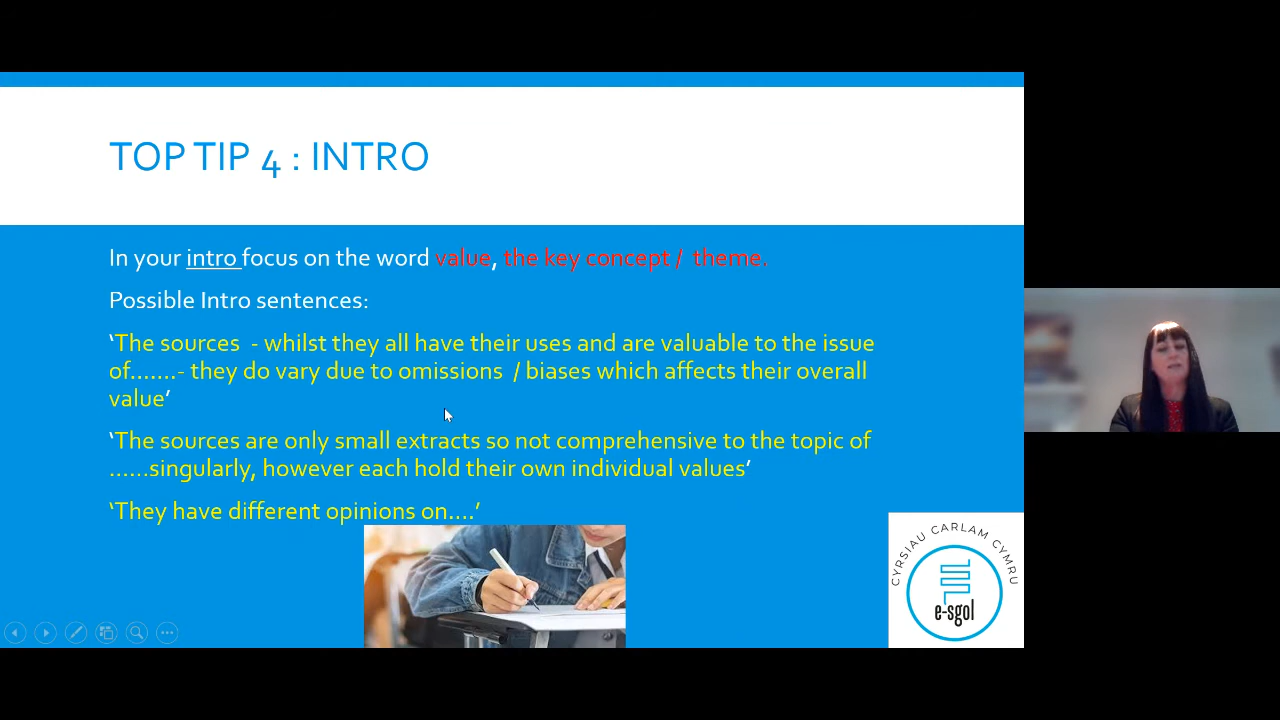 TOP TIP 4 : INTRO
In your intro focus on the word value, the key concept / theme.
Possible Intro sentences:
‘The sources - whilst they all have their uses and are valuable to the issue
of…….- they do vary due to omissions / biases which affects their overall
value’
‘The sources are only small extracts so not comprehensive to the topic of
……singularly, however each hold their own individual values’
‘They have different opinions on….’
CYRSIAU CARLAM CYMRU
e-sgol